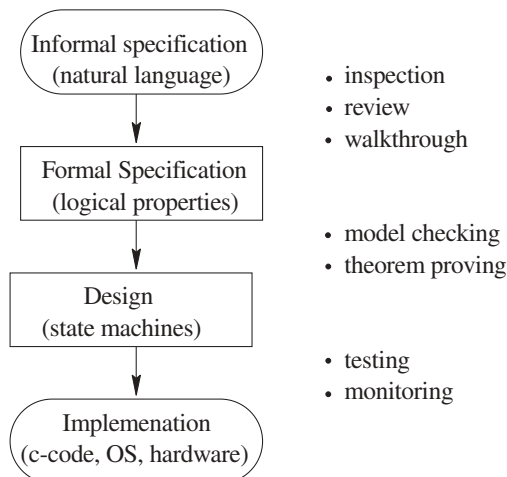 Informal specification
(natural language)
• inspection
• review
• walkthrough
Formal Specification
(logical properties)
• model checking
• theorem proving
Design
(state machines)
• testing
• monitoring
Implemenation
(c-code, OS, hardware)